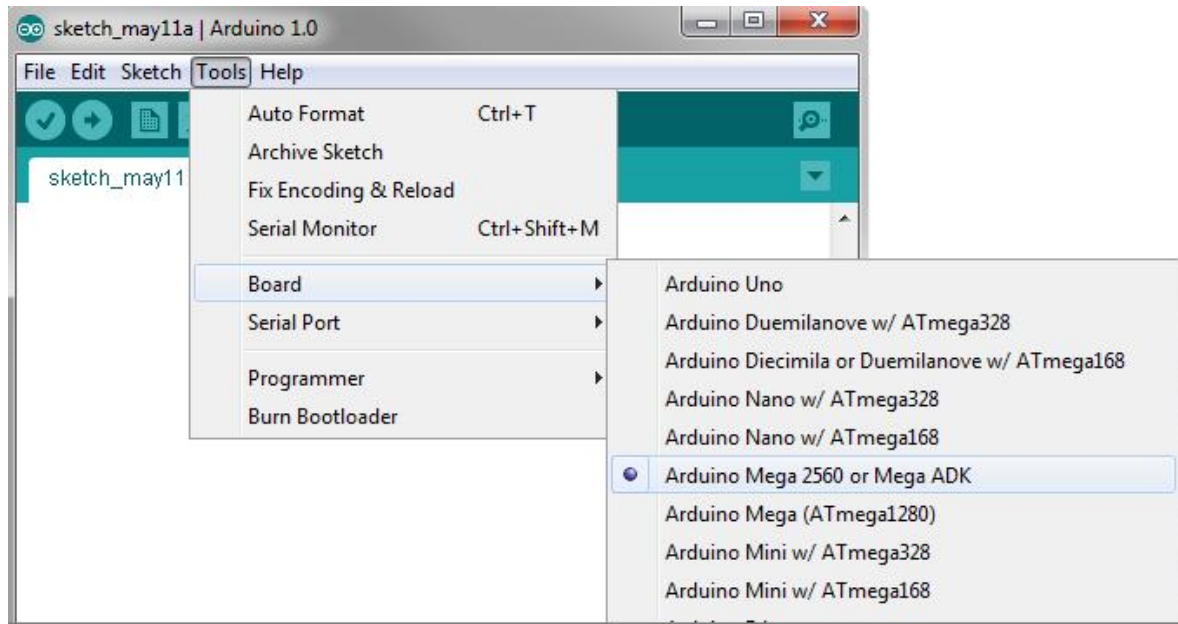 sketch_may11a | Arduino 1.0
File Edit Sketch Tools Help
Auto Format Ctrl+T
Archive Sketch
sketch_may11
Fix Encoding & Reload
Serial Monitor Ctrl+Shift+M
Board
Serial Port
Programmer
Burn Bootloader
Arduino Uno
Arduino Duemilanove w/ ATmega328
Arduino Diecimila or Duemilanove w/ ATmega168
Arduino Nano w/ ATmega328
Arduino Nano w/ ATmega168
Arduino Mega 2560 or Mega ADK
Arduino Mega (ATmega1280)
Arduino Mini w/ ATmega328
Arduino Mini w/ ATmega168